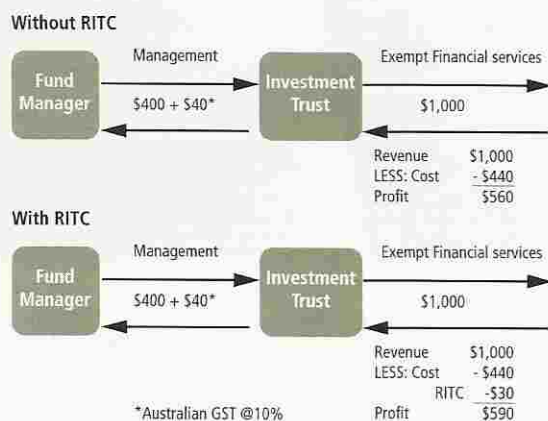 Without RITC
Management
Exempt Financial services
Fund
Manager
Investment
Trust
$400 + $40*
$1,000
Revenue $1,000
LESS: Cost - $440
Profit $560
With RITC
Management
Exempt Financial services
Fund
Manager
Investment
Trust
$400 + $40*
$1,000
Revenue $1,000
LESS: Cost - $440
RITC -$30
*Australian GST @10%
Profit $590